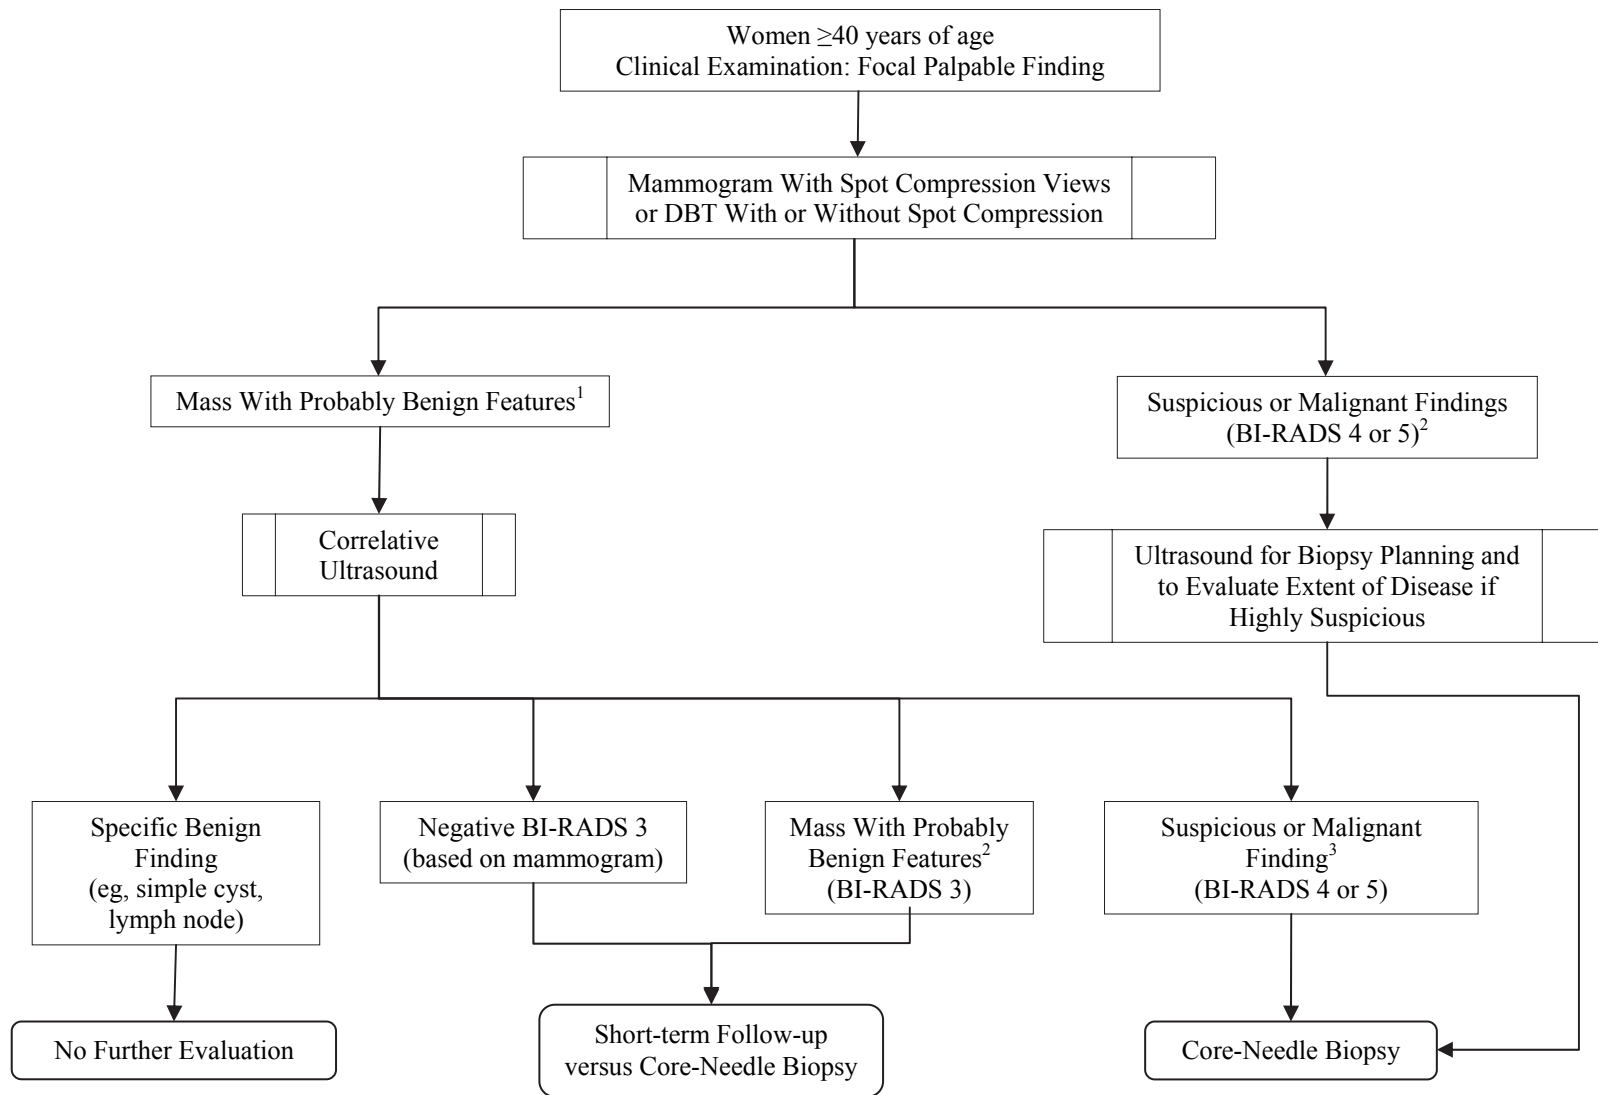 Women ≥40 years of age
Clinical Examination: Focal Palpable Finding
Mammogram With Spot Compression Views
or DBT With or Without Spot Compression
Mass With Probably Benign Features¹
Suspicious or Malignant Findings
(BI-RADS 4 or 5)²
Correlative
Ultrasound
Ultrasound for Biopsy Planning and
to Evaluate Extent of Disease if
Highly Suspicious
Specific Benign
Finding
(eg, simple cyst,
lymph node)
Negative BI-RADS 3
(based on mammogram)
Mass With Probably
Benign Features²
(BI-RADS 3)
Suspicious or Malignant
Finding³
(BI-RADS 4 or 5)
No Further Evaluation
Short-term Follow-up
versus Core-Needle Biopsy
Core-Needle Biopsy